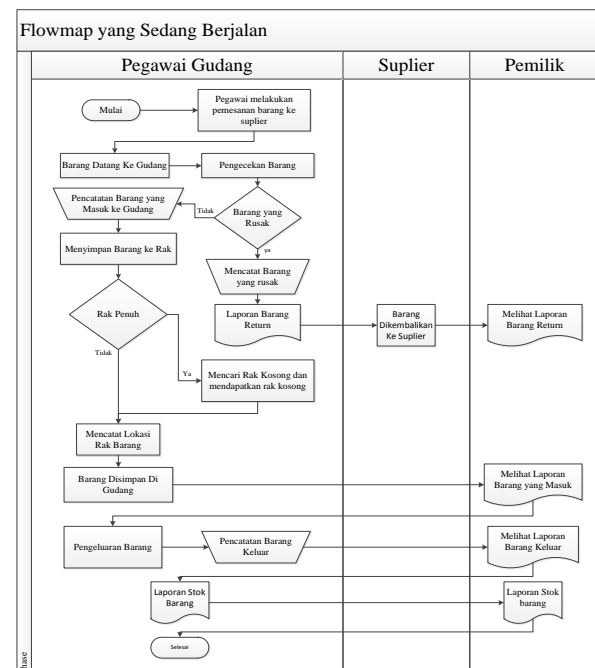 Flowmap yang Sedang Berjalan
Pegawai Gudang
Suplier
Pemilik
Mulai
Pegawai melakukan
pemesanan barang ke
suplier
Barang Datang Ke Gudang
Pengecekan Barang
Pencatatan Barang yang
Masuk ke Gudang
Tidak
Barang yang
Rusak
ya
Menyimpan Barang ke Rak
Mencatat Barang
yang rusak
Rak Penuh
Laporan Barang
Return
Barang
Dikembalikan
Ke Suplier
Melihat Laporan
Barang Return
Tidak
Ya
Mencari Rak Kosong dan
mendapatkan rak kosong
Mencatat Lokasi
Rak Barang
Barang Disimpan Di
Gudang
Melihat Laporan
Barang yang Masuk
Pengeluaran Barang
Pencatatan Barang
Keluar
Melihat Laporan
Barang Keluar
Laporan Stok
Barang
Laporan Stok
barang
Selesai
hase